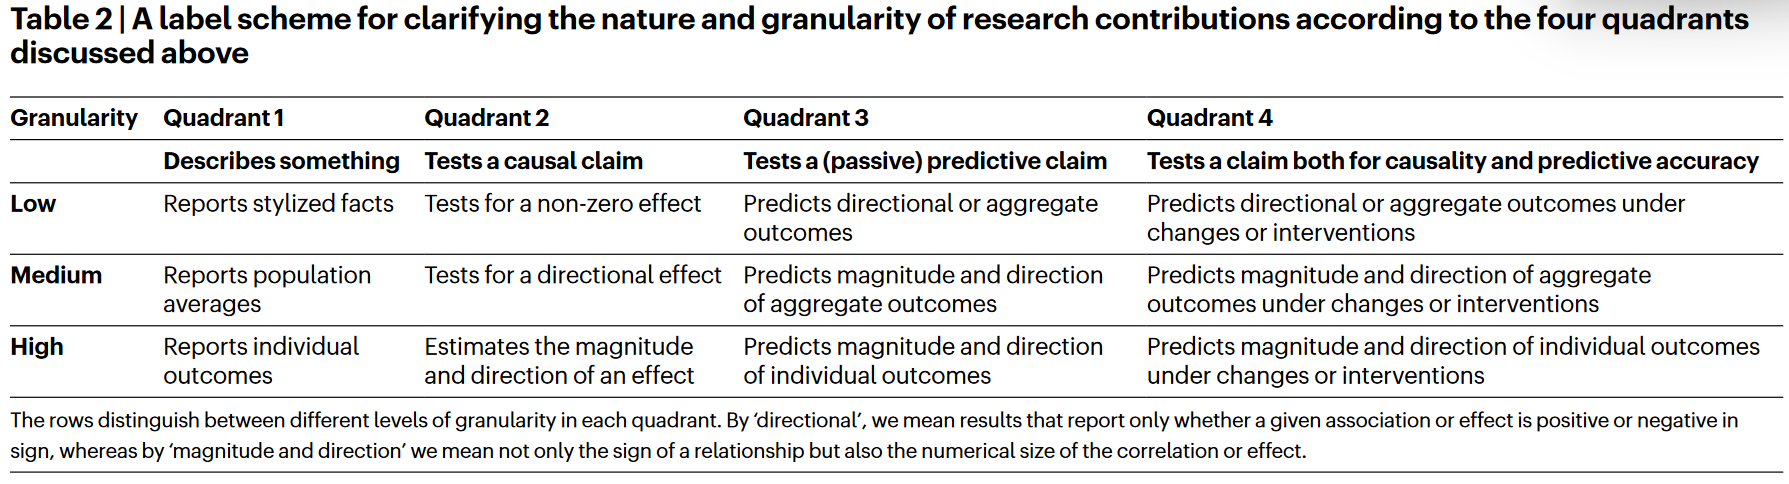 Table 2 | A label scheme for clarifying the nature and granularity of research contributions according to the four quadrants
discussed above
Granularity Quadrant 1 Quadrant 2 Quadrant 3 Quadrant 4
Describes something Tests a causal claim Tests a (passive) predictive claim Tests a claim both for causality and predictive accuracy
Low Reports stylized facts Tests for a non-zero effect Predicts directional or aggregate Predicts directional or aggregate outcomes under
outcomes changes or interventions
Medium Reports population Tests for a directional effect Predicts magnitude and direction Predicts magnitude and direction of aggregate
averages of aggregate outcomes outcomes under changes or interventions
High Reports individual Estimates the magnitude Predicts magnitude and direction Predicts magnitude and direction of individual outcomes
outcomes and direction of an effect of individual outcomes under changes or interventions
The rows distinguish between different levels of granularity in each quadrant. By ‘directional’, we mean results that report only whether a given association or effect is positive or negative in
sign, whereas by ‘magnitude and direction’ we mean not only the sign of a relationship but also the numerical size of the correlation or effect.